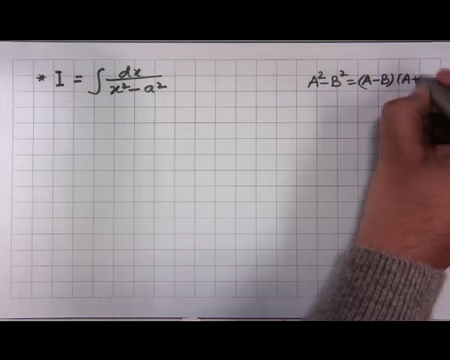 * I = ∫ dx / x² - a²
A² - B² = (A - B)(A +